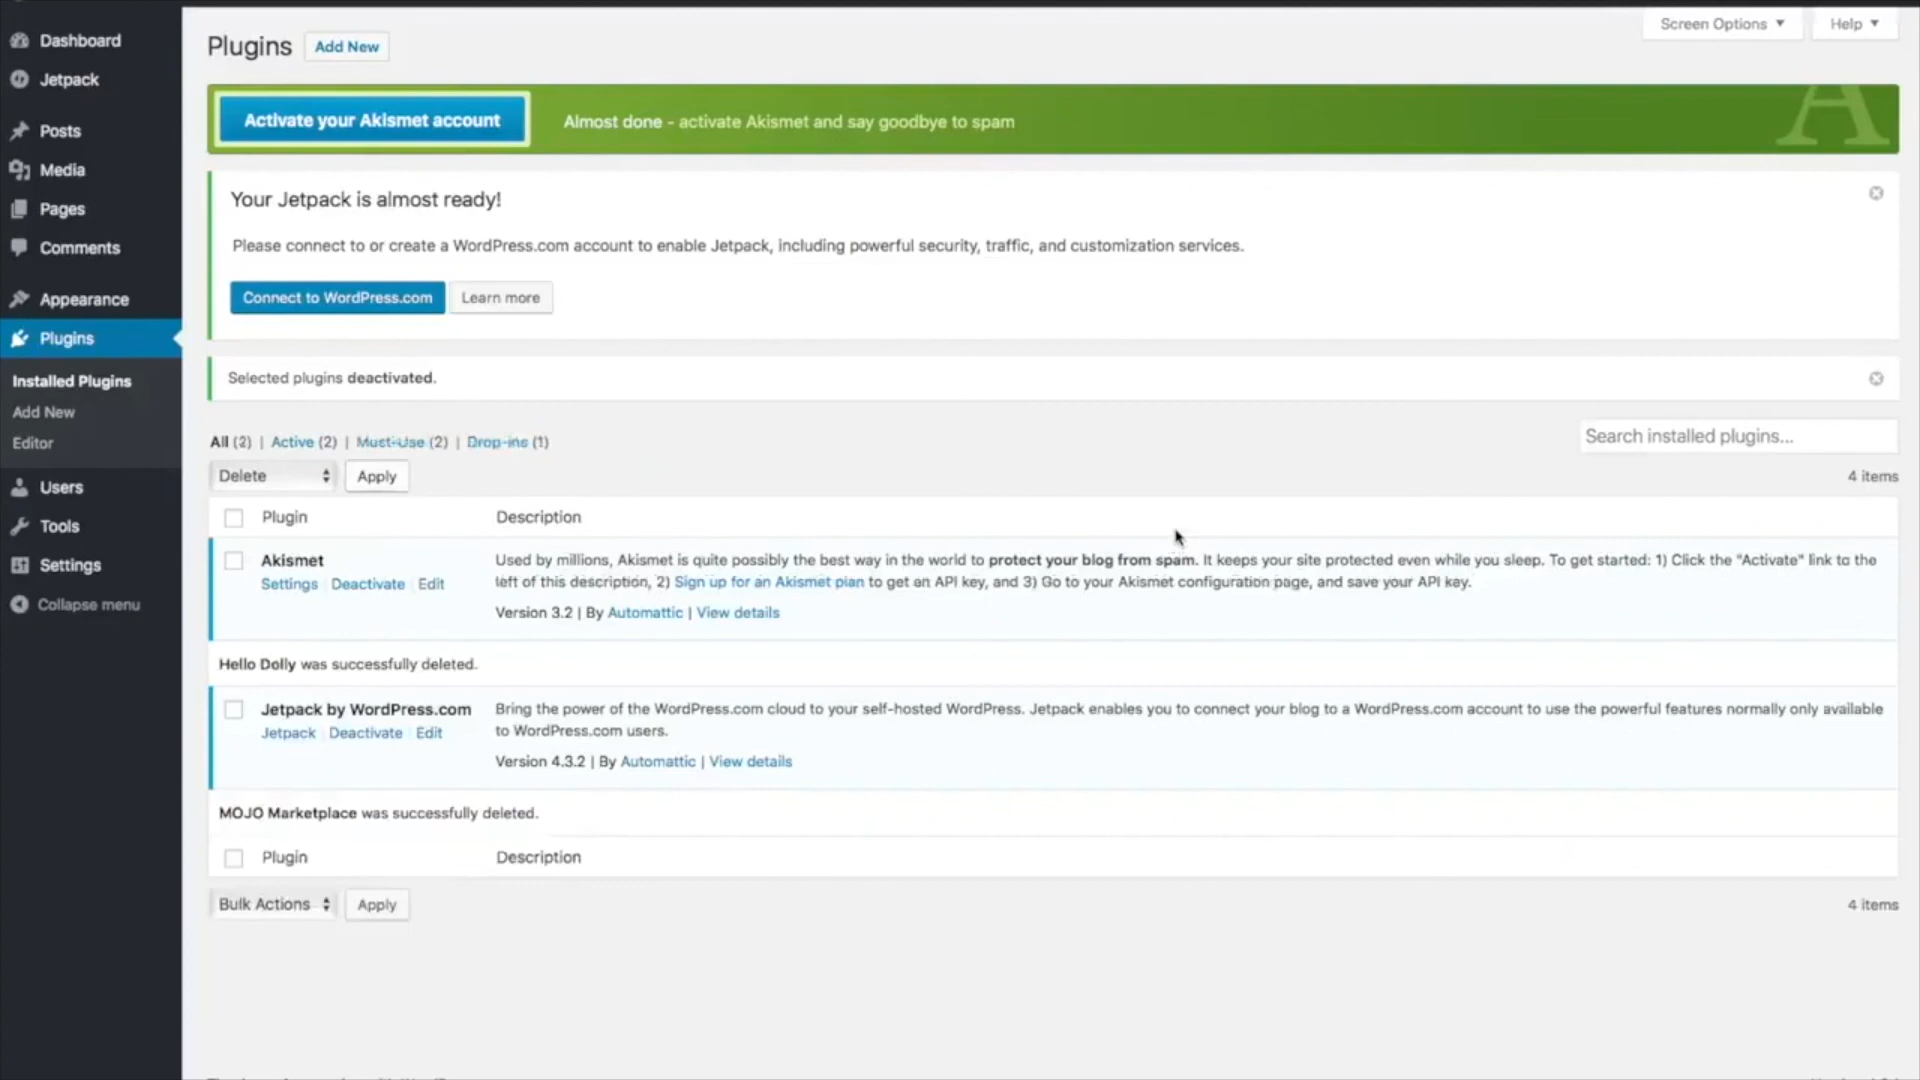 Dashboard
Jetpack
Posts
Media
Pages
Comments
Appearance
Plugins
Installed Plugins
Add New
Editor
Users
Tools
Settings
Collapse menu
Screen Options
Help
Plugins Add New
Activate your Akismet account Almost done - activate Akismet and say goodbye to spam
A
Your Jetpack is almost ready!
Please connect to or create a WordPress.com account to enable Jetpack, including powerful security, traffic, and customization services.
Connect to WordPress.com Learn more
Selected plugins deactivated.
All (2) | Active (2) | Must-Use (2) | Drop-ins (1)
Search installed plugins...
Delete Apply
4 items
Plugin Description
Akismet
Settings Deactivate Edit
Used by millions, Akismet is quite possibly the best way in the world to protect your blog from spam. It keeps your site protected even while you sleep. To get started: 1) Click the "Activate" link to the
left of this description, 2) Sign up for an Akismet plan to get an API key, and 3) Go to your Akismet configuration page, and save your API key.
Version 3.2 | By Automattic | View details
Hello Dolly was successfully deleted.
Jetpack by WordPress.com
Jetpack Deactivate Edit
Bring the power of the WordPress.com cloud to your self-hosted WordPress. Jetpack enables you to connect your blog to a WordPress.com account to use the powerful features normally only available
to WordPress.com users.
Version 4.3.2 | By Automattic | View details
MOJO Marketplace was successfully deleted.
Plugin Description
Bulk Actions Apply
4 items